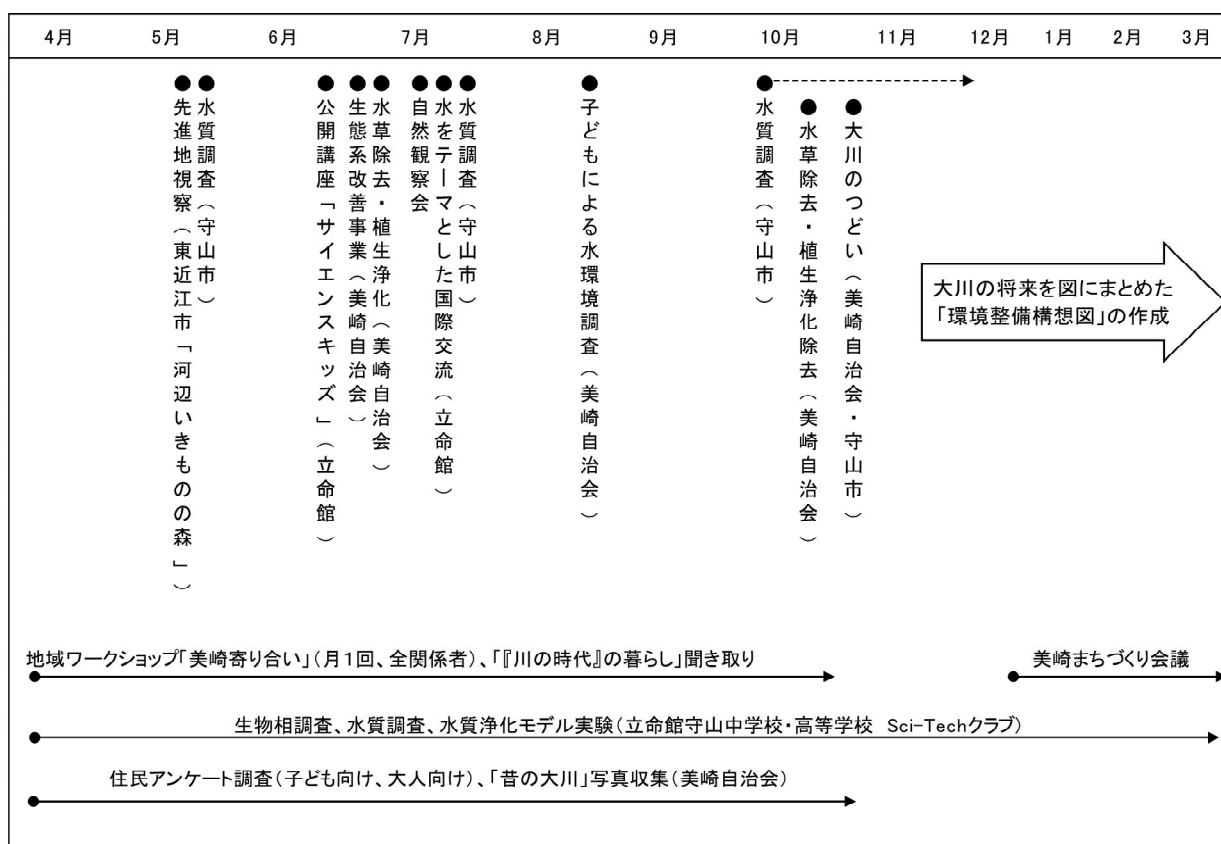 4月 5月 6月 7月 8月 9月 10月 11月 12月 1月 2月 3月
先進地視察（東近江市「河辺いきものの森」）
水質調査（守山市）
公開講座「サイエンスキッズ」（立命館）
生態系改善事業（美崎自治会）
水草除去・植生浄化（美崎自治会）
自然観察会
水をテーマとした国際交流（立命館）
水質調査（守山市）
子どもによる水環境調査（美崎自治会）
水質調査（守山市）
水草除去・植生浄化除去（美崎自治会）
大川のつどい（美崎自治会・守山市）
大川の将来を図にまとめた
「環境整備構想図」の作成
地域ワークショップ「美崎寄り合い」（月１回、全関係者）、「『川の時代』の暮らし」聞き取り
美崎まちづくり会議
生物相調査、水質調査、水質浄化モデル実験（立命館守山中学校・高等学校　Sci-Techクラブ）
住民アンケート調査（子ども向け、大人向け）、「昔の大川」写真収集（美崎自治会）